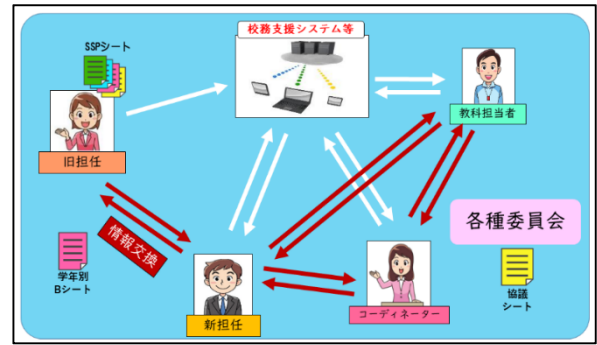 校務支援システム等
SSPシート
旧担任
教科担当者
情報交換
各種委員会
学年別
Bシート
協議
シート
新担任
コーディネーター